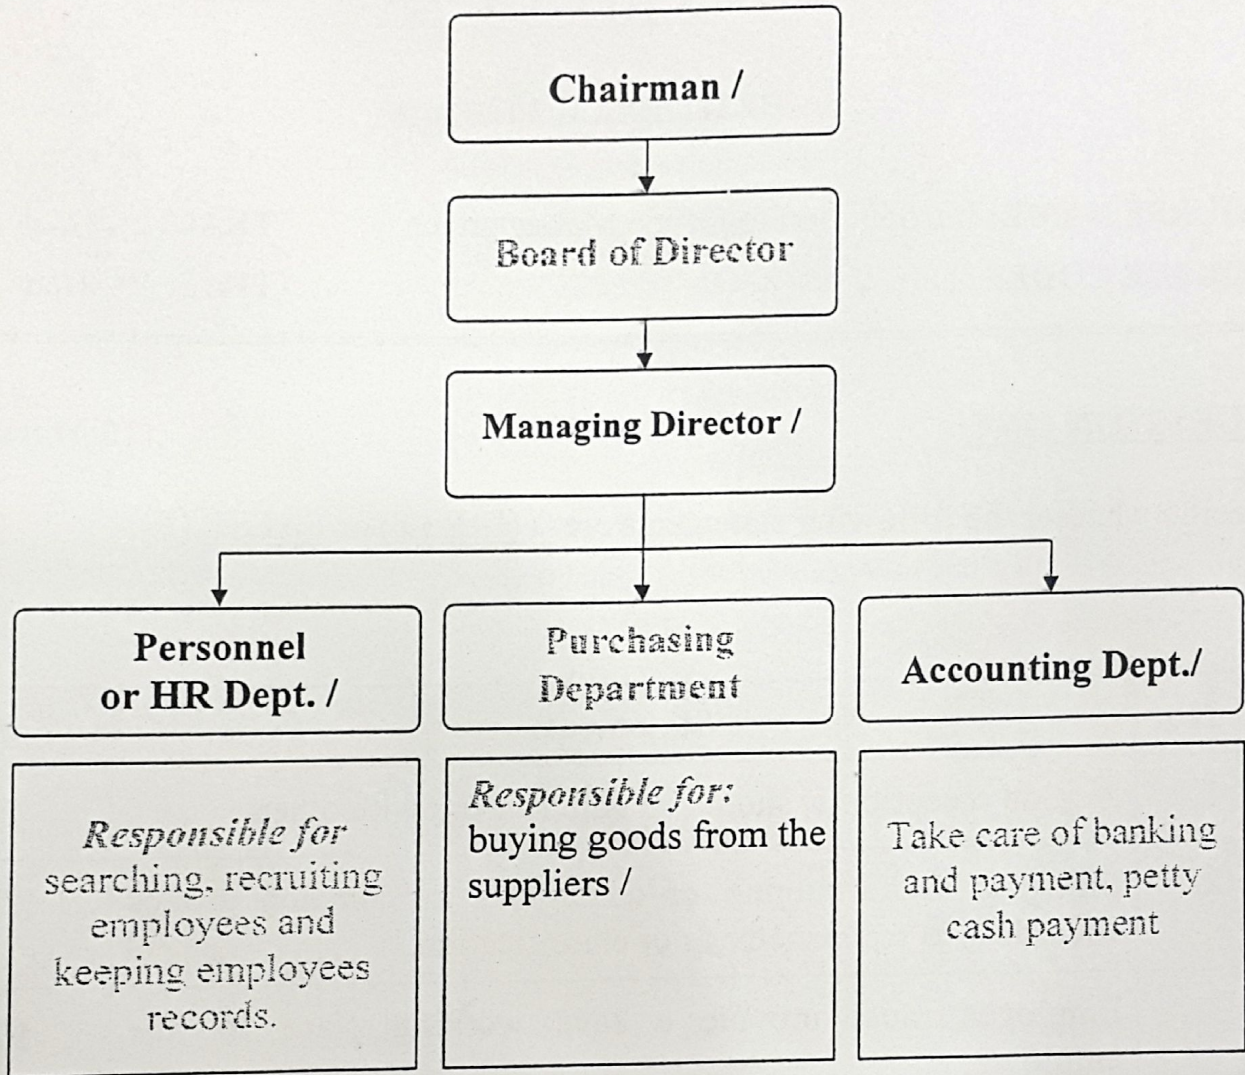 Chairman /
Board of Director
Managing Director /
Personnel
or HR Dept. /
Purchasing
Department
Accounting Dept./
Responsible for
searching, recruiting
employees and
keeping employees
records.
Responsible for:
buying goods from the
suppliers /
Take care of banking
and payment, petty
cash payment